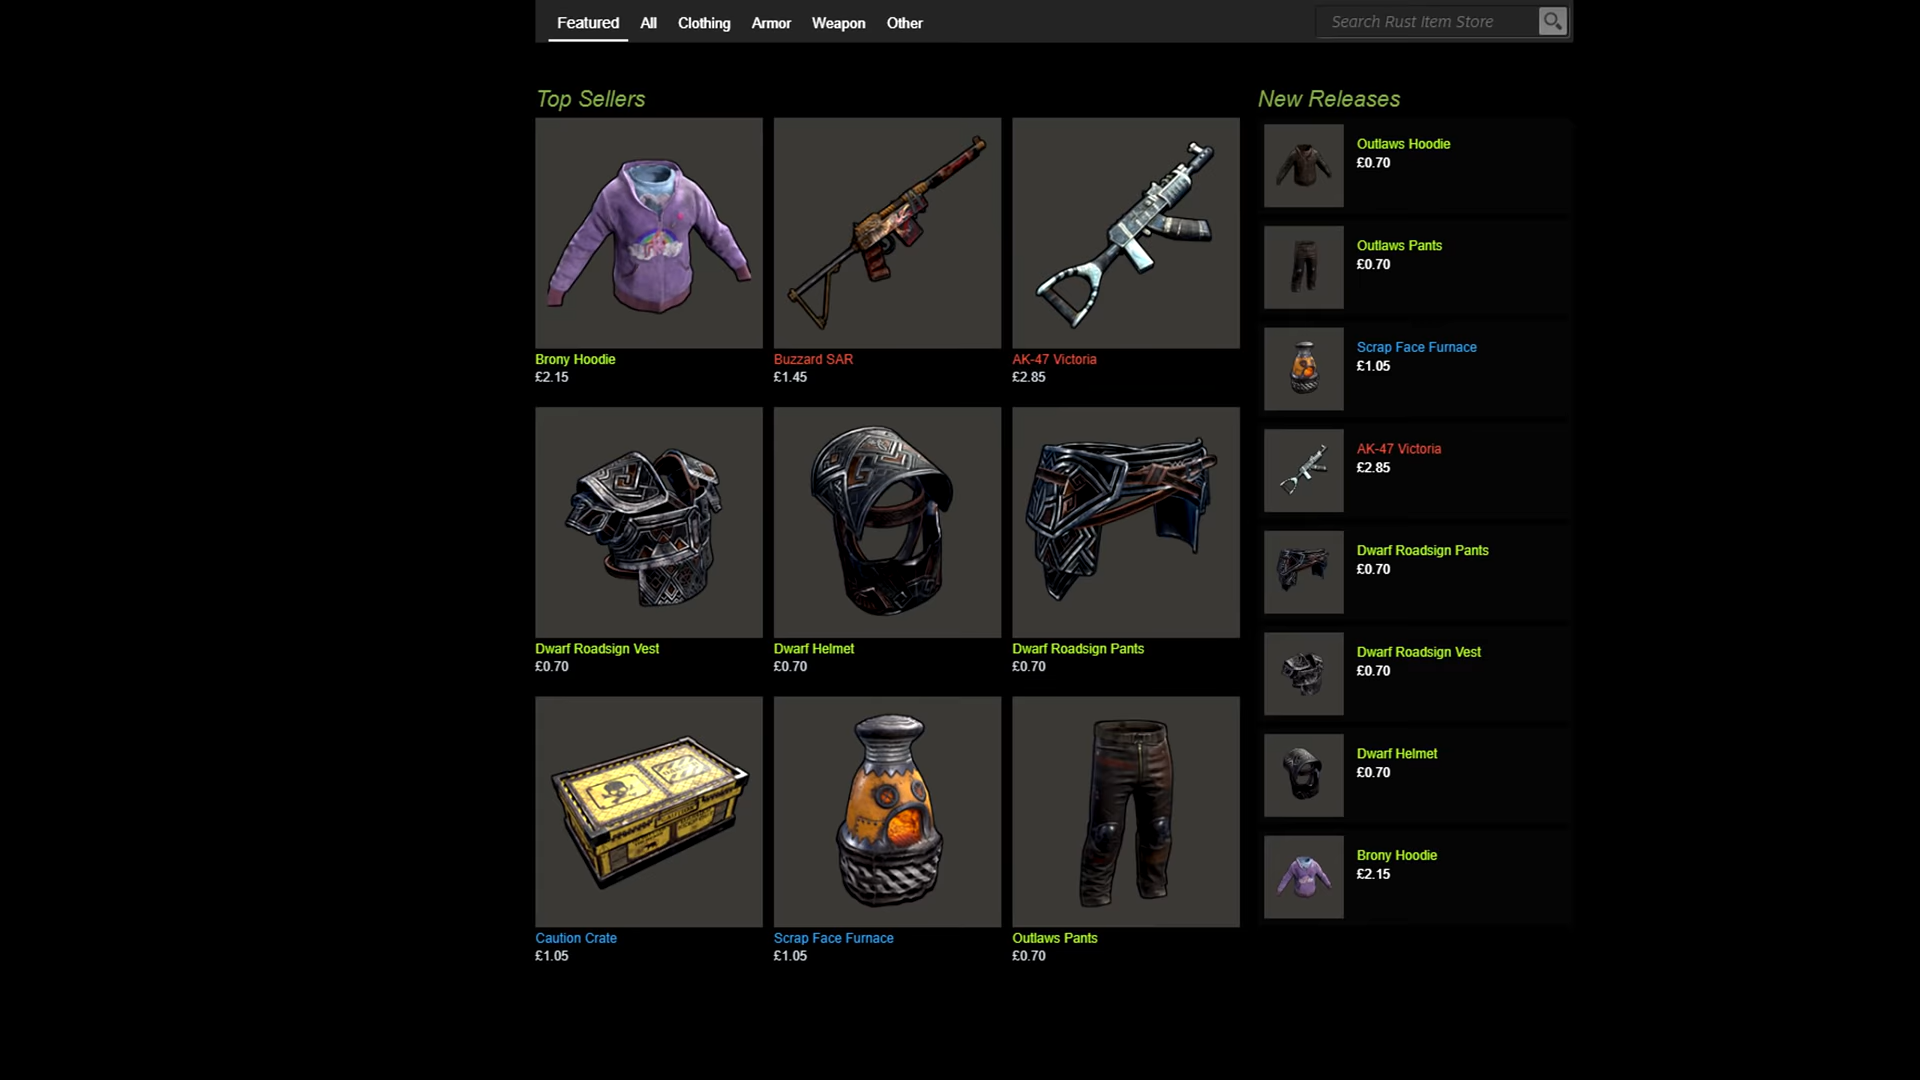 Featured All Clothing Armor Weapon Other
Search Rust Item Store
Top Sellers
Brony Hoodie
£2.15
Buzzard SAR
£1.45
AK-47 Victoria
£2.85
Dwarf Roadsign Vest
£0.70
Dwarf Helmet
£0.70
Dwarf Roadsign Pants
£0.70
Caution Crate
£1.05
Scrap Face Furnace
£1.05
Outlaws Pants
£0.70
New Releases
Outlaws Hoodie
£0.70
Outlaws Pants
£0.70
Scrap Face Furnace
£1.05
AK-47 Victoria
£2.85
Dwarf Roadsign Pants
£0.70
Dwarf Roadsign Vest
£0.70
Dwarf Helmet
£0.70
Brony Hoodie
£2.15